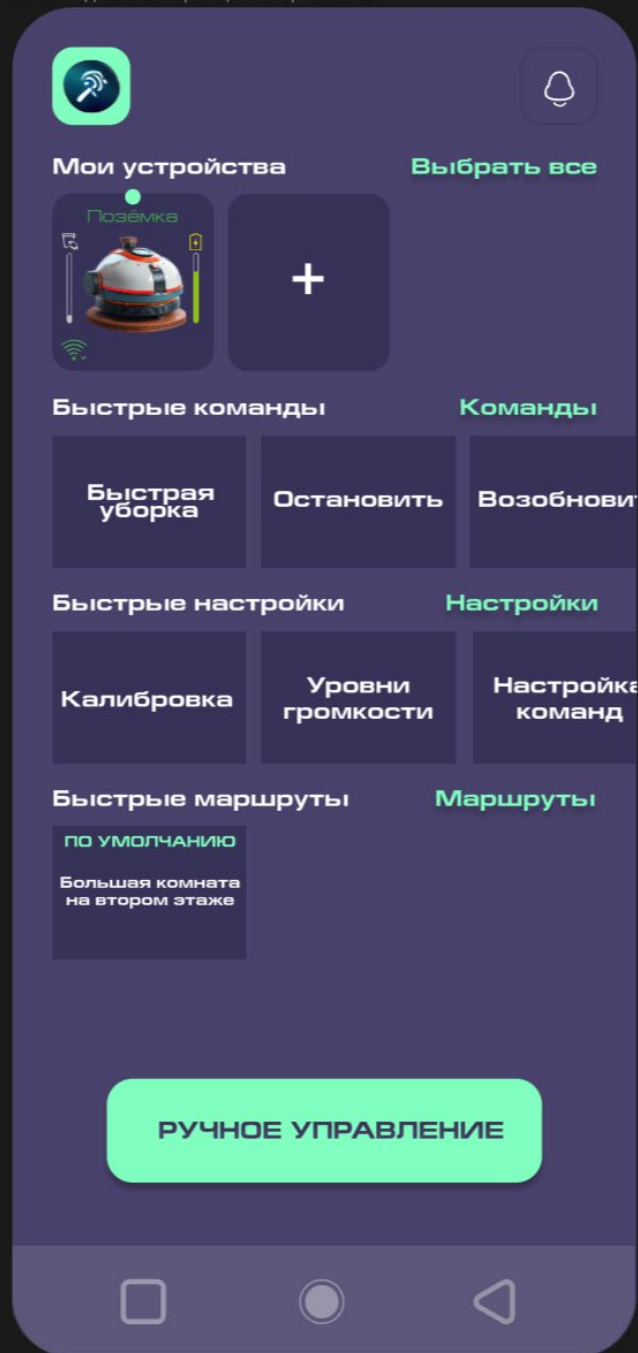 Мои устройства
Выбрать все
Позёмка
+
Быстрые команды
Команды
Быстрая
уборка
Остановить
Возобнови
Быстрые настройки
Настройки
Калибровка
Уровни
громкости
Настройка
команд
Быстрые маршруты
Маршруты
ПО УМОЛЧАНИЮ
Большая комната
на втором этаже
РУЧНОЕ УПРАВЛЕНИЕ